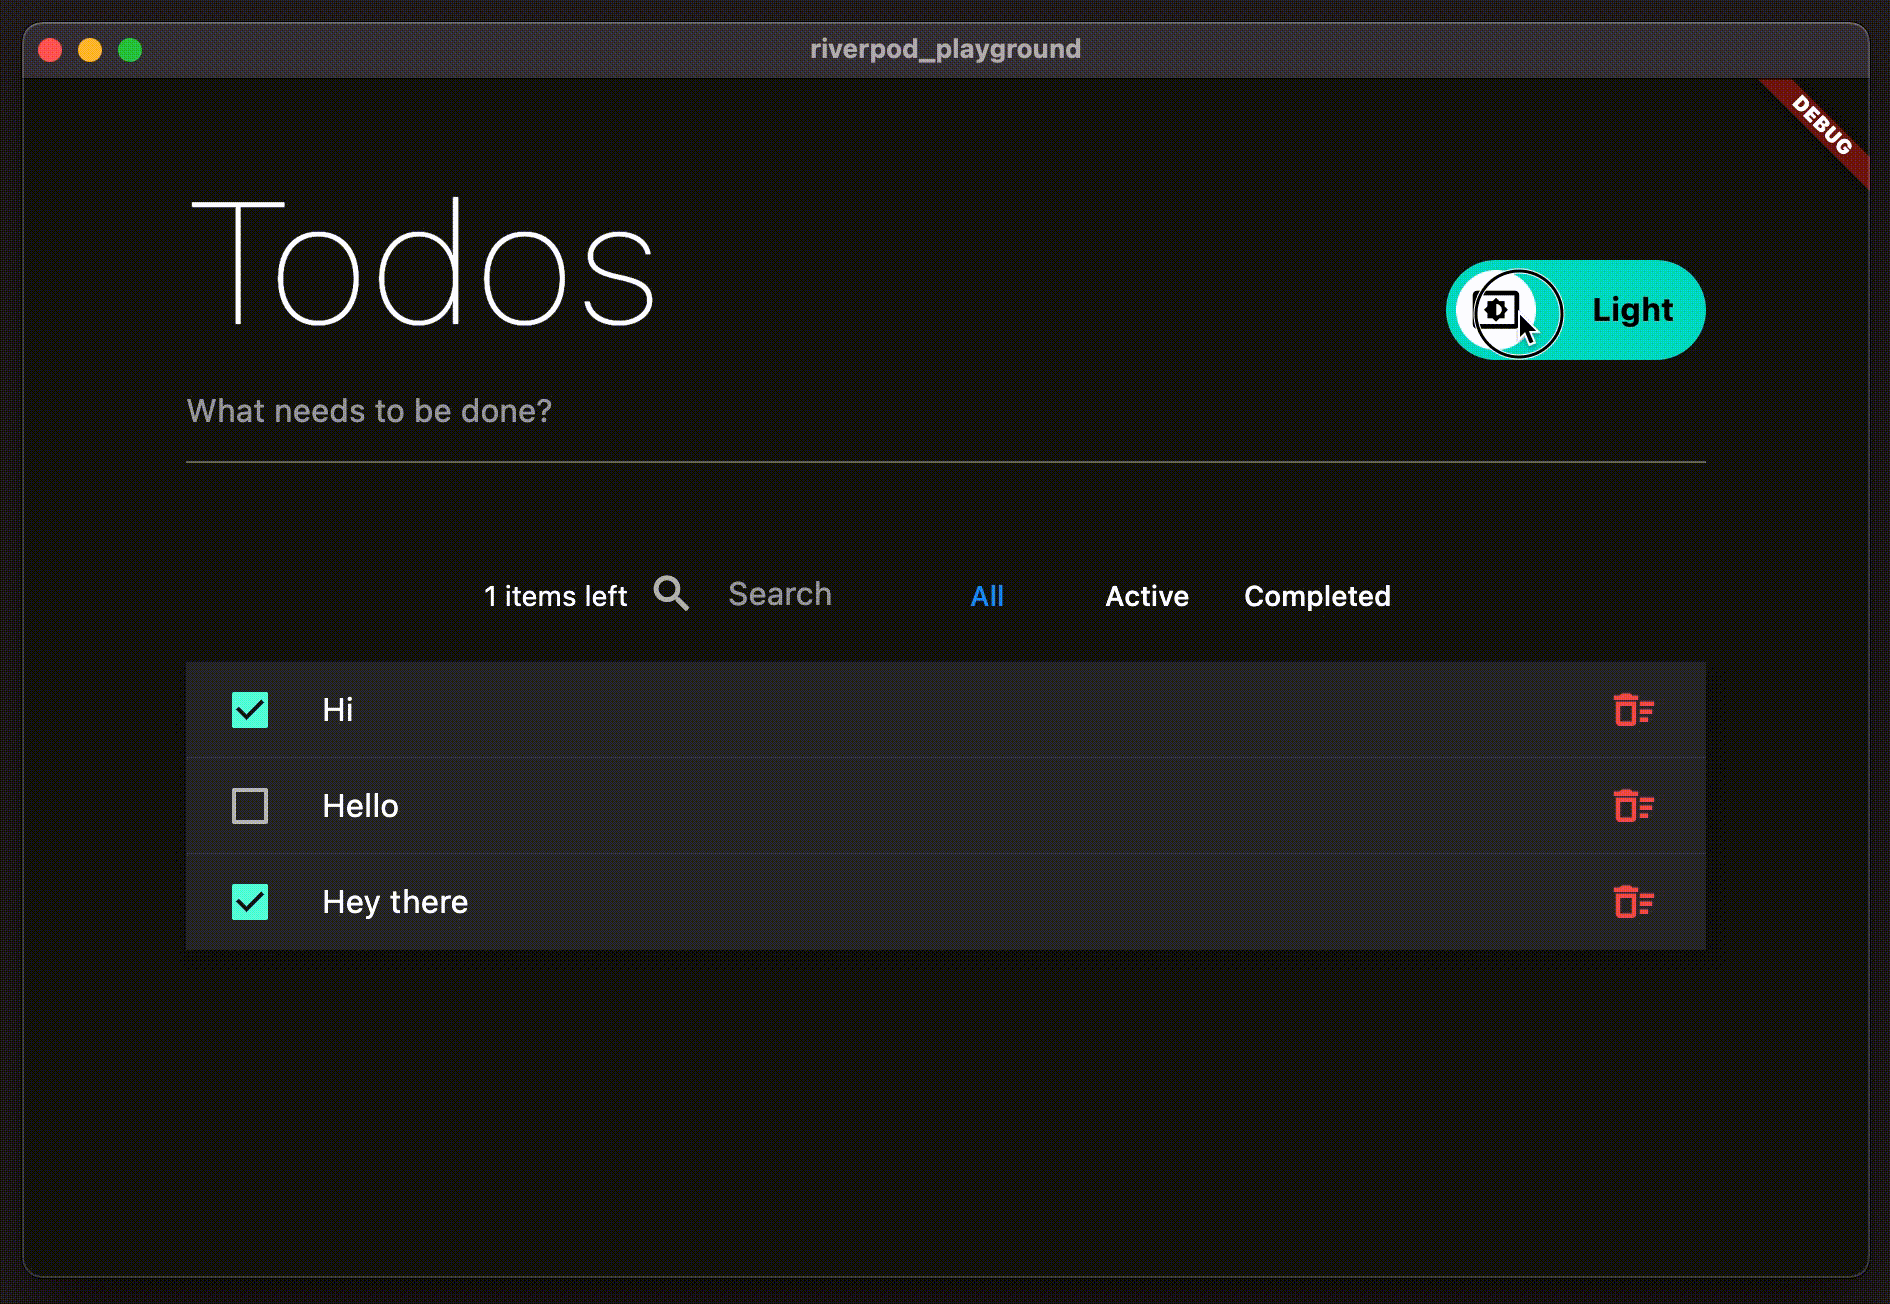 riverpod_playground
DEBUG
Todos
Light
What needs to be done?
1 items left Search All Active Completed
Hi
Hello
Hey there